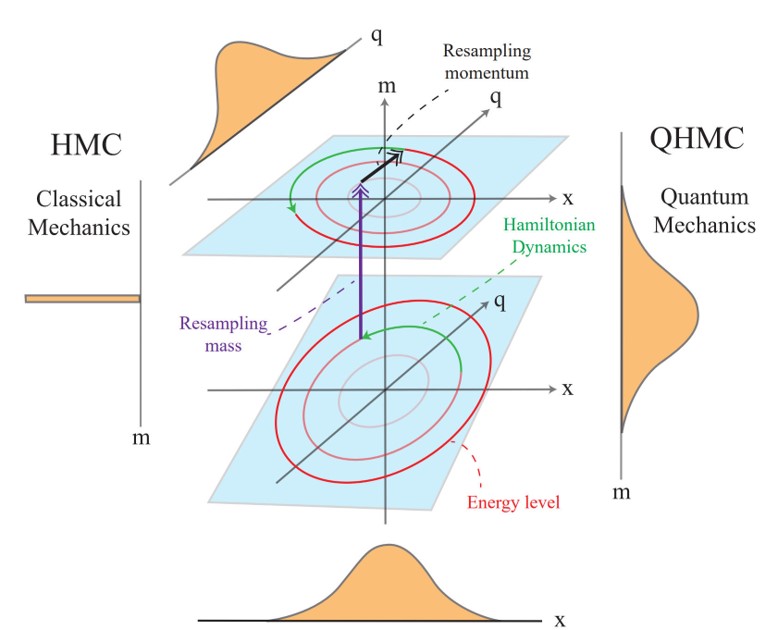 q
Resampling
momentum
m
q
HMC
QHMC
Classical
Mechanics
x
Quantum
Mechanics
Hamiltonian
Dynamics
q
Resampling
mass
x
m
m
Energy level
x